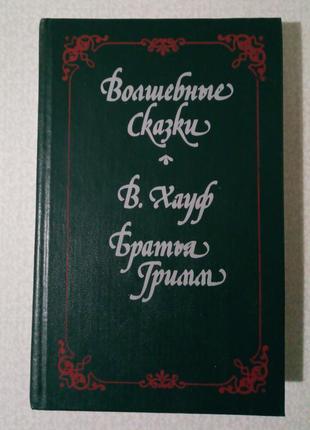 Волшебные
Сказки
В. Хауф
Братья
Гримм